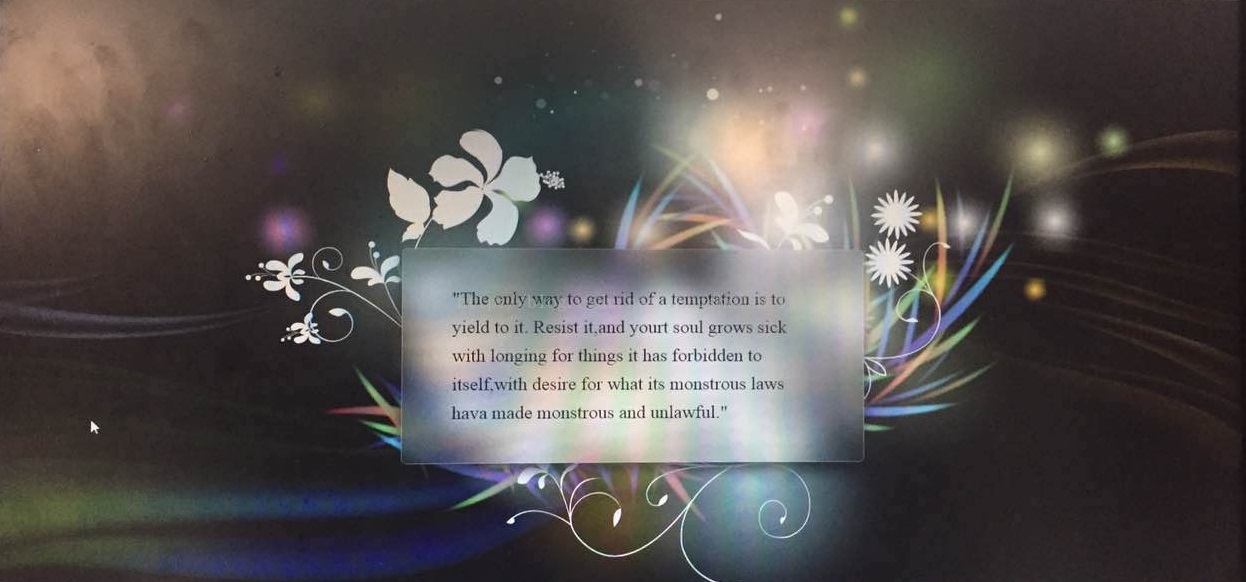 "The only way to get rid of a temptation is to
yield to it. Resist it,and yourt soul grows sick
with longing for things it has forbidden to
itself,with desire for what its monstrous laws
hava made monstrous and unlawful."